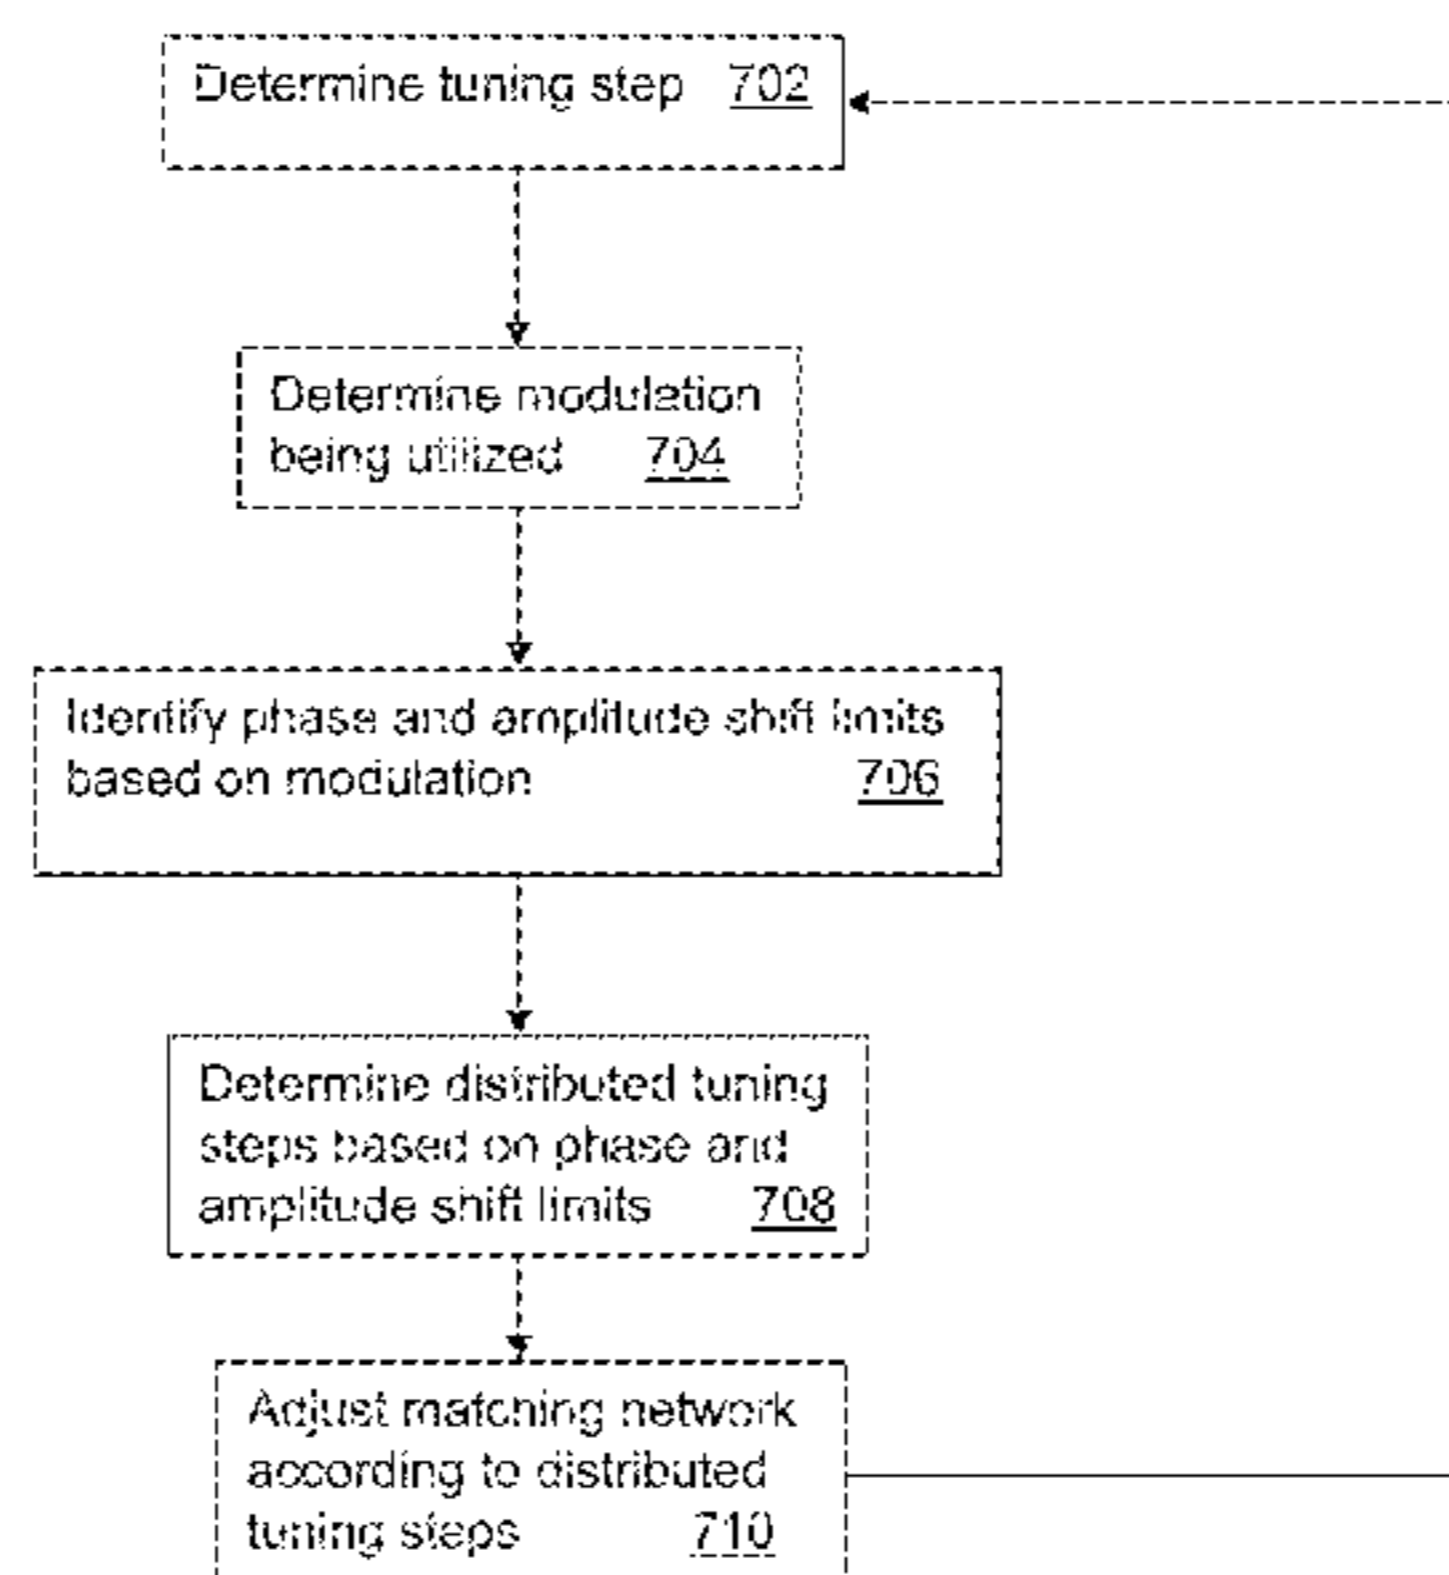 Determine tuning step 702
Determine modulation
being utilized 704
Identify phase and amplitude shift limits
based on modulation 706
Determine distributed tuning
steps based on phase and
amplitude shift limits 708
Adjust matching network
according to distributed
tuning steps 710